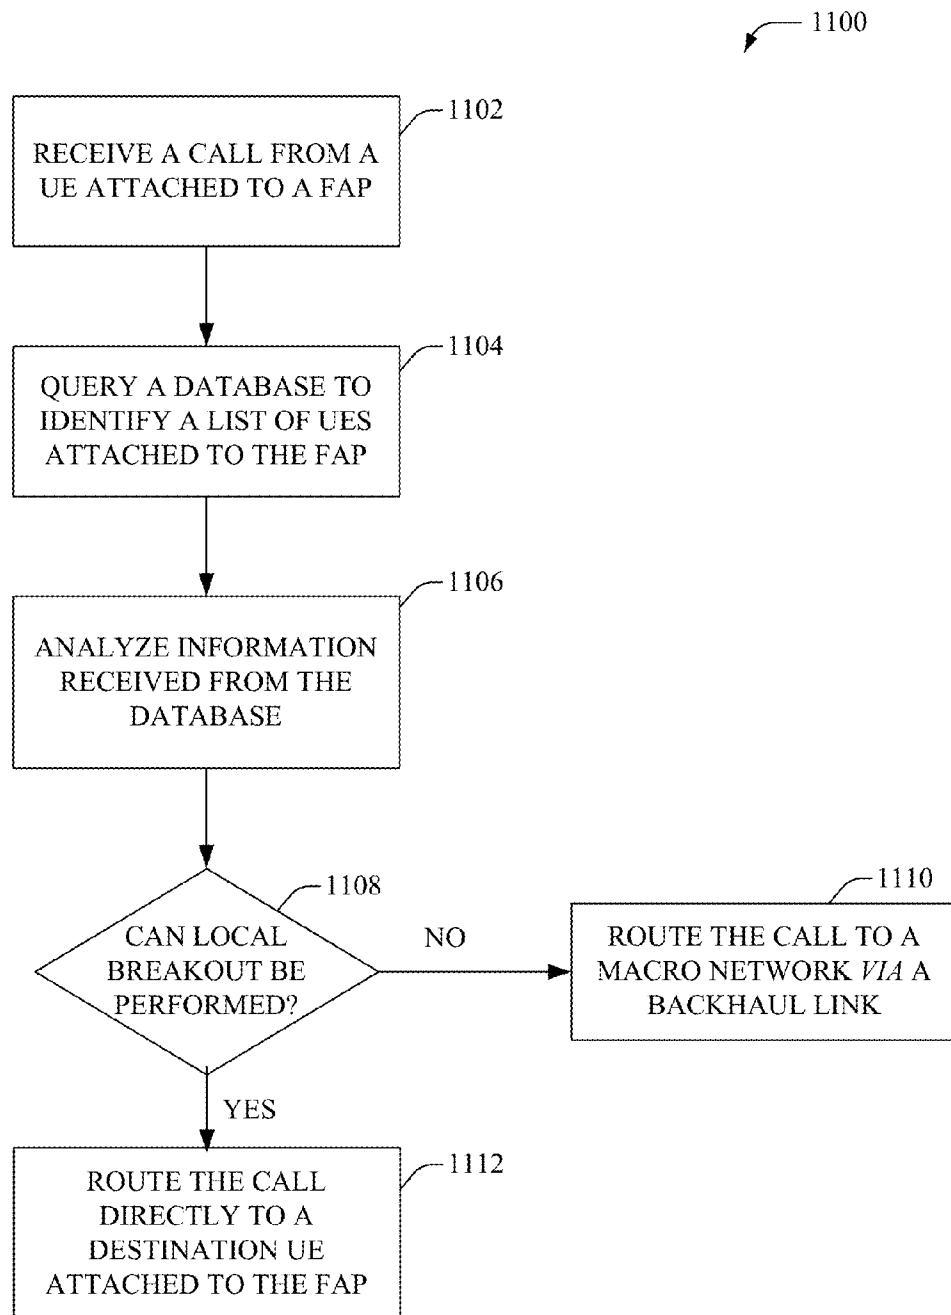 1100
1102
RECEIVE A CALL FROM A
UE ATTACHED TO A FAP
1104
QUERY A DATABASE TO
IDENTIFY A LIST OF UES
ATTACHED TO THE FAP
1106
ANALYZE INFORMATION
RECEIVED FROM THE
DATABASE
1108
CAN LOCAL
BREAKOUT BE
PERFORMED?
NO
1110
ROUTE THE CALL TO A
MACRO NETWORK VIA A
BACKHAUL LINK
YES
1112
ROUTE THE CALL
DIRECTLY TO A
DESTINATION UE
ATTACHED TO THE FAP